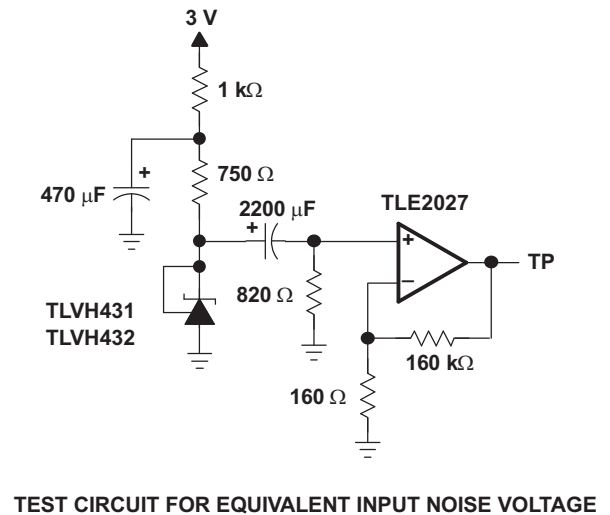 3 V
1 kΩ
470 μF
+
750 Ω
2200 μF
+
TLE2027
+
−
TP
820 Ω
TLVH431
TLVH432
160 kΩ
160 Ω
TEST CIRCUIT FOR EQUIVALENT INPUT NOISE VOLTAGE